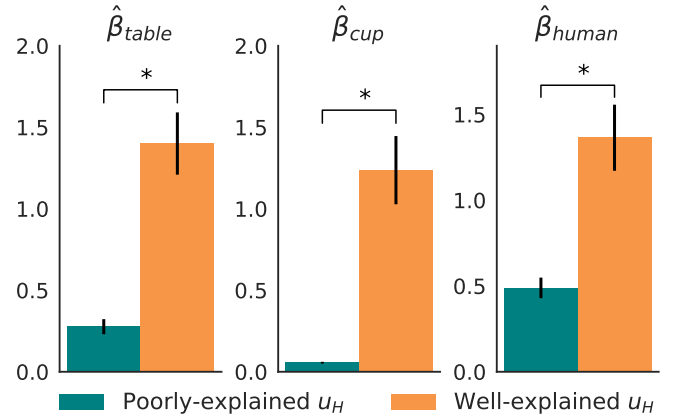 β̂table β̂cup β̂human
2.0 2.0
1.5 1.5 1.5
1.0 1.0 1.0
0.5 0.5 0.5
0.0 0.0 0.0
* * *
Poorly-explained uH Well-explained uH